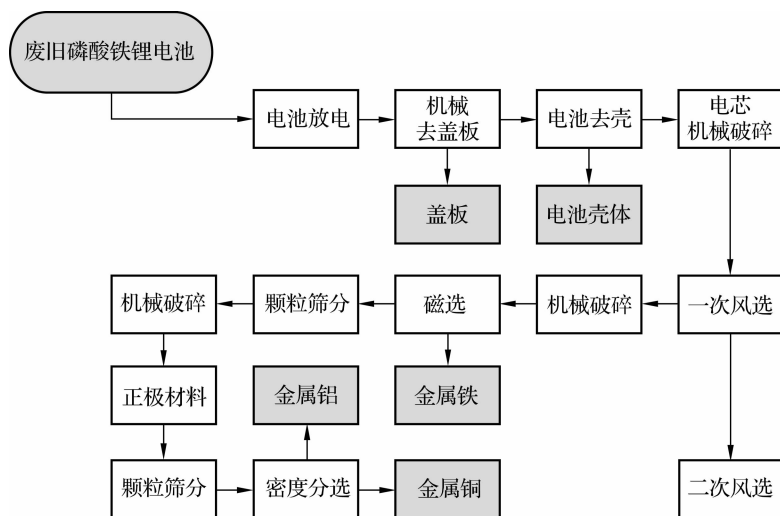 废旧磷酸铁锂电池
电池放电
机械
去盖板
电池去壳
电芯
机械破碎
盖板
电池壳体
机械破碎
颗粒筛分
磁选
机械破碎
一次风选
正极材料
金属铝
金属铁
颗粒筛分
密度分选
金属铜
二次风选